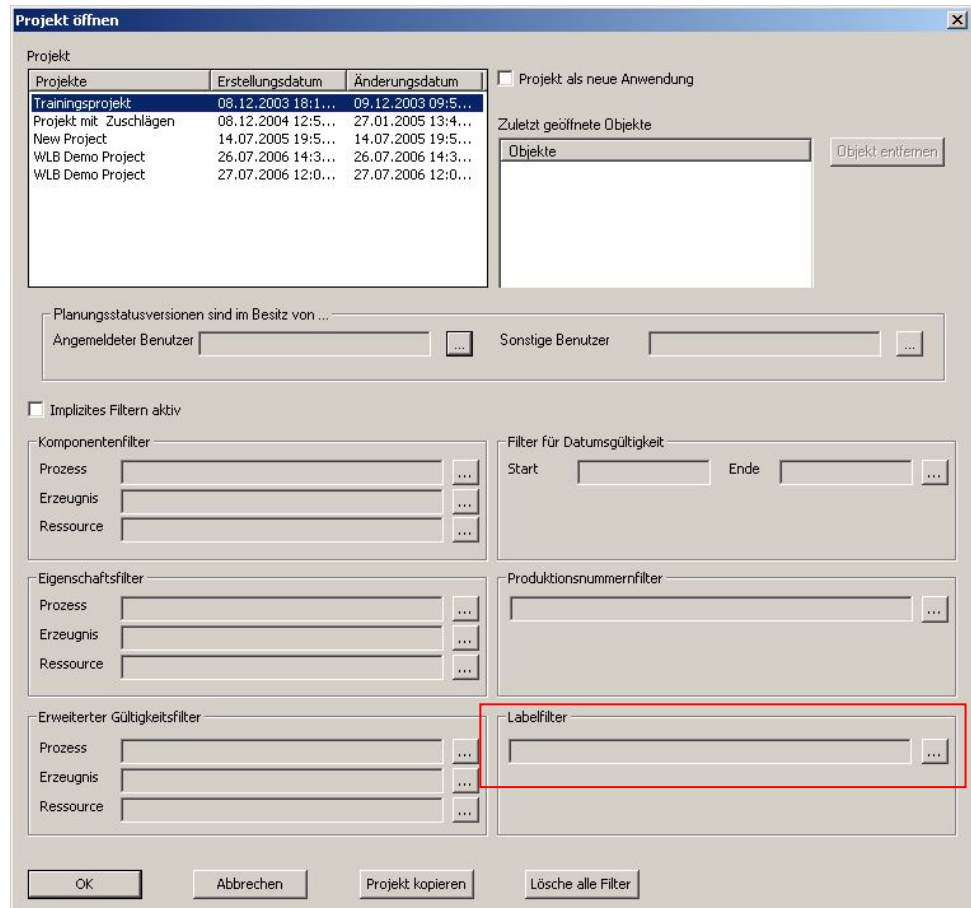 Projekt öffnen
Projekt
Projekte Erstellungsdatum Änderungsdatum
Trainingsprojekt 08.12.2003 18:1... 09.12.2003 09:5...
Projekt mit Zuschlägen 08.12.2004 12:5... 27.01.2005 13:4...
New Project 14.07.2005 19:5... 14.07.2005 19:5...
WLB Demo Project 26.07.2006 14:3... 26.07.2006 14:3...
WLB Demo Project 27.07.2006 12:0... 27.07.2006 12:0...
Projekt als neue Anwendung
Zuletzt geöffnete Objekte
Objekte
Objekt entfernen
Planungsstatusversionen sind im Besitz von ...
Angemeldeter Benutzer ... Sonstige Benutzer ...
Implizites Filtern aktiv
Komponentenfilter
Prozess ...
Erzeugnis ...
Ressource ...
Filter für Datumsgültigkeit
Start Ende ...
Eigenschaftsfilter
Prozess ...
Erzeugnis ...
Ressource ...
Produktionsnummernfilter
...
Erweiterter Gültigkeitsfilter
Prozess ...
Erzeugnis ...
Ressource ...
Labelfilter
...
OK Abbrechen Projekt kopieren Lösche alle Filter